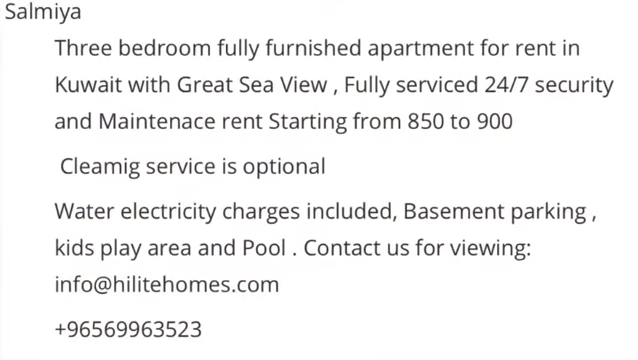 Salmiya
Three bedroom fully furnished apartment for rent in
Kuwait with Great Sea View , Fully serviced 24/7 security
and Maintenace rent Starting from 850 to 900
Cleamig service is optional
Water electricity charges included, Basement parking ,
kids play area and Pool . Contact us for viewing:
info@hilitehomes.com
+96569963523